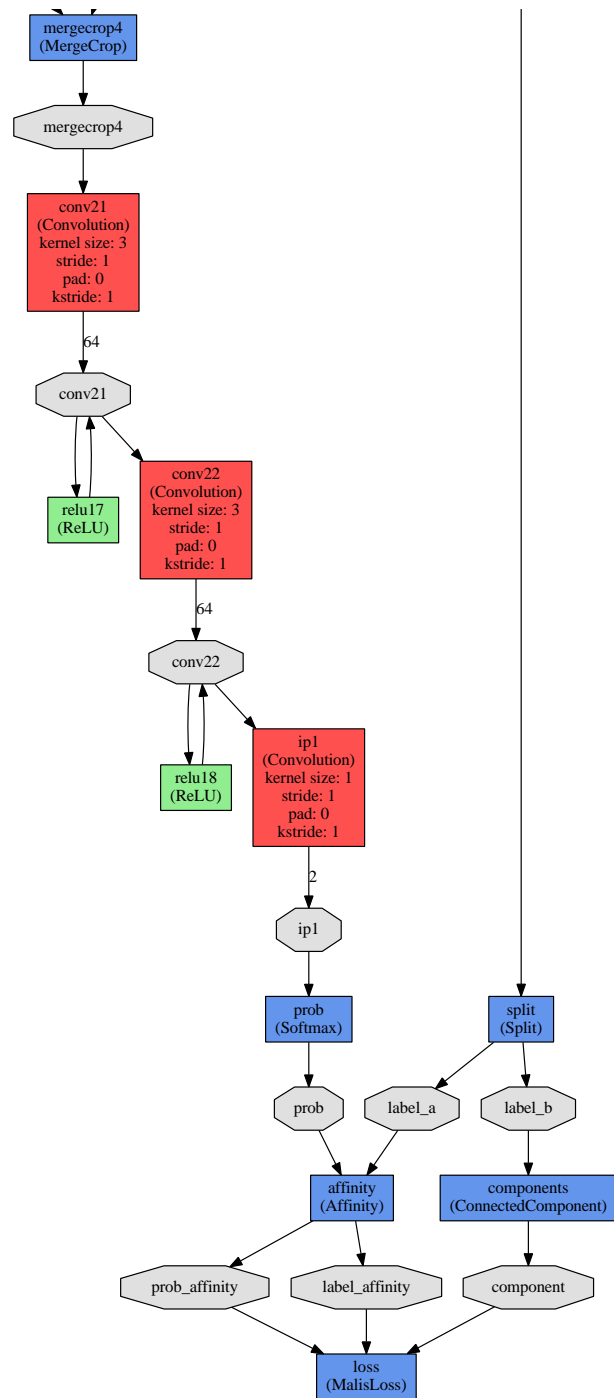 mergecrop4
(MergeCrop)
mergecrop4
conv21
(Convolution)
kernel size: 3
stride: 1
pad: 0
kstride: 1
64
conv21
relu17
(ReLU)
conv22
(Convolution)
kernel size: 3
stride: 1
pad: 0
kstride: 1
64
conv22
relu18
(ReLU)
ip1
(Convolution)
kernel size: 1
stride: 1
pad: 0
kstride: 1
2
ip1
prob
(Softmax)
split
(Split)
prob
label_a
label_b
affinity
(Affinity)
components
(ConnectedComponent)
prob_affinity
label_affinity
component
loss
(MalisLoss)